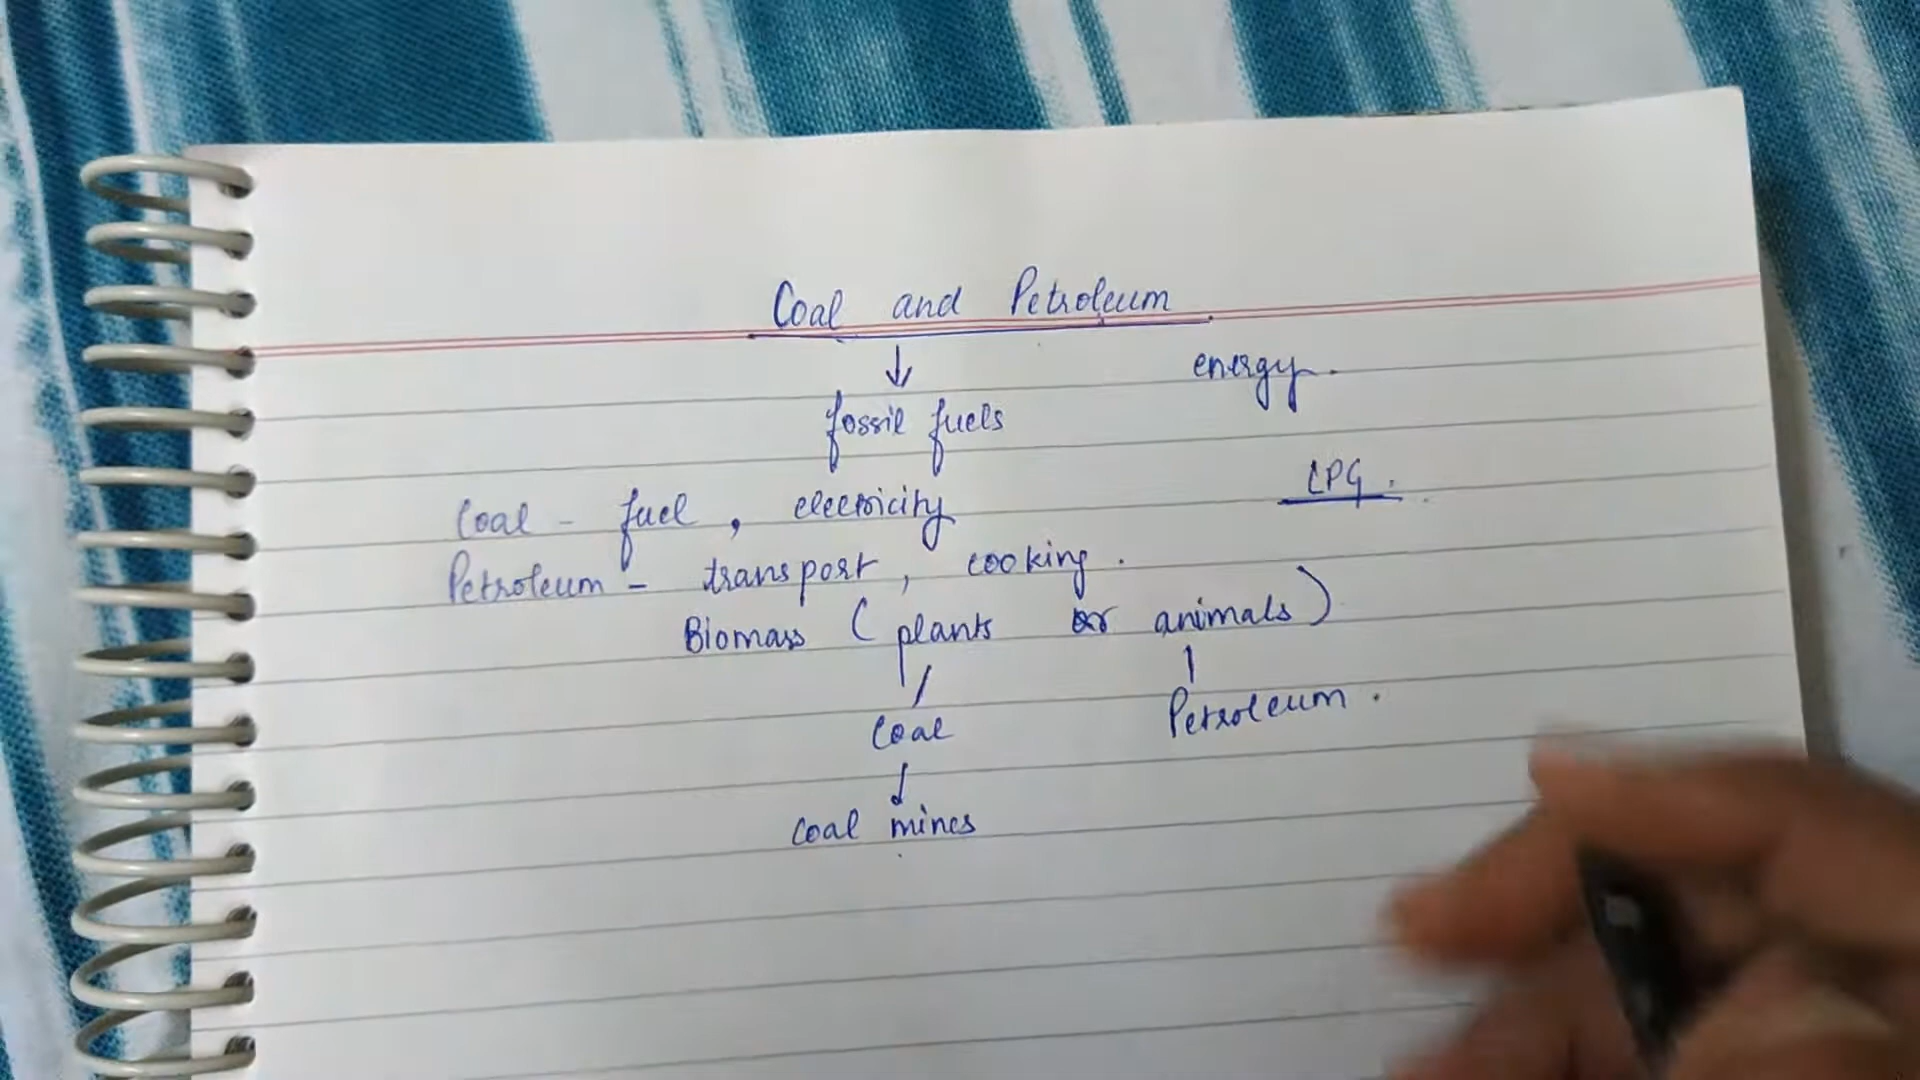 Coal and Petroleum
↓
energy.
fossil fuels
LPG.
Coal - fuel, electricity
Petroleum - transport, cooking.
Biomass (plants or animals)
Coal
Petroleum.
↓
Coal mines